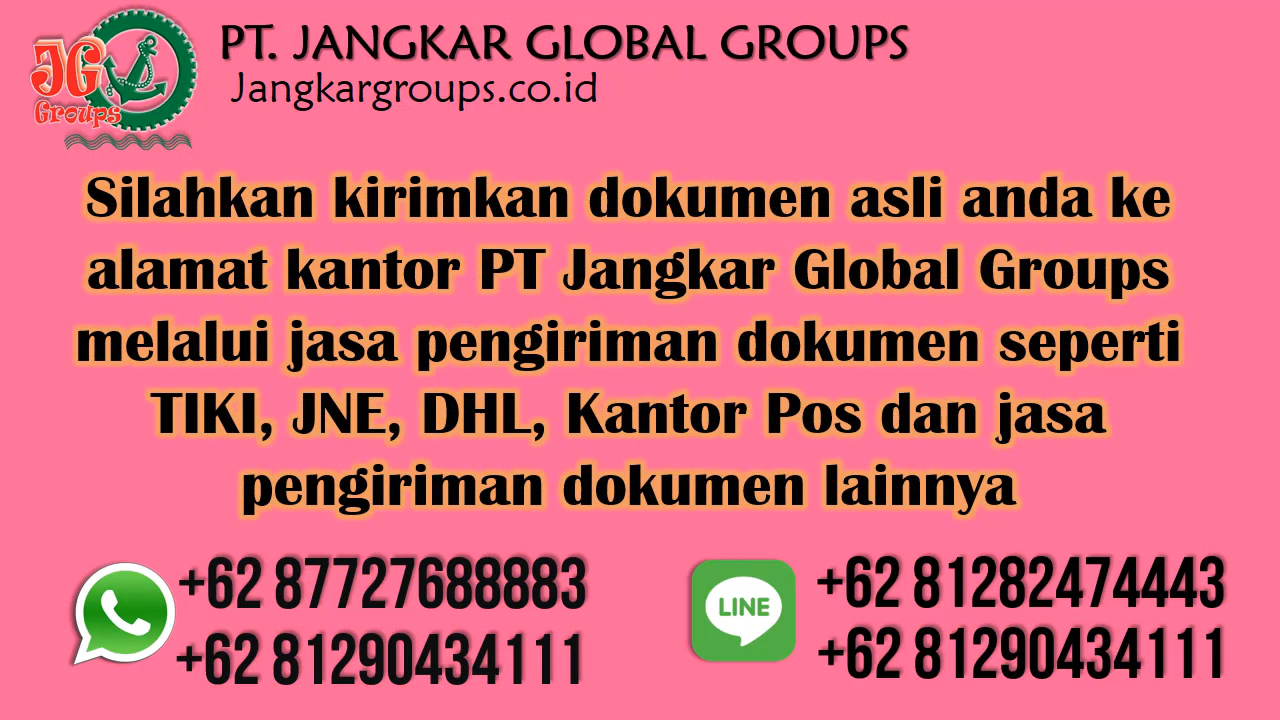 JG
Groups
PT. JANGKAR GLOBAL GROUPS
Jangkargroups.co.id
Silahkan kirimkan dokumen asli anda ke
alamat kantor PT Jangkar Global Groups
melalui jasa pengiriman dokumen seperti
TIKI, JNE, DHL, Kantor Pos dan jasa
pengiriman dokumen lainnya
+62 87727688883
+62 81290434111
LINE
+62 81282474443
+62 81290434111